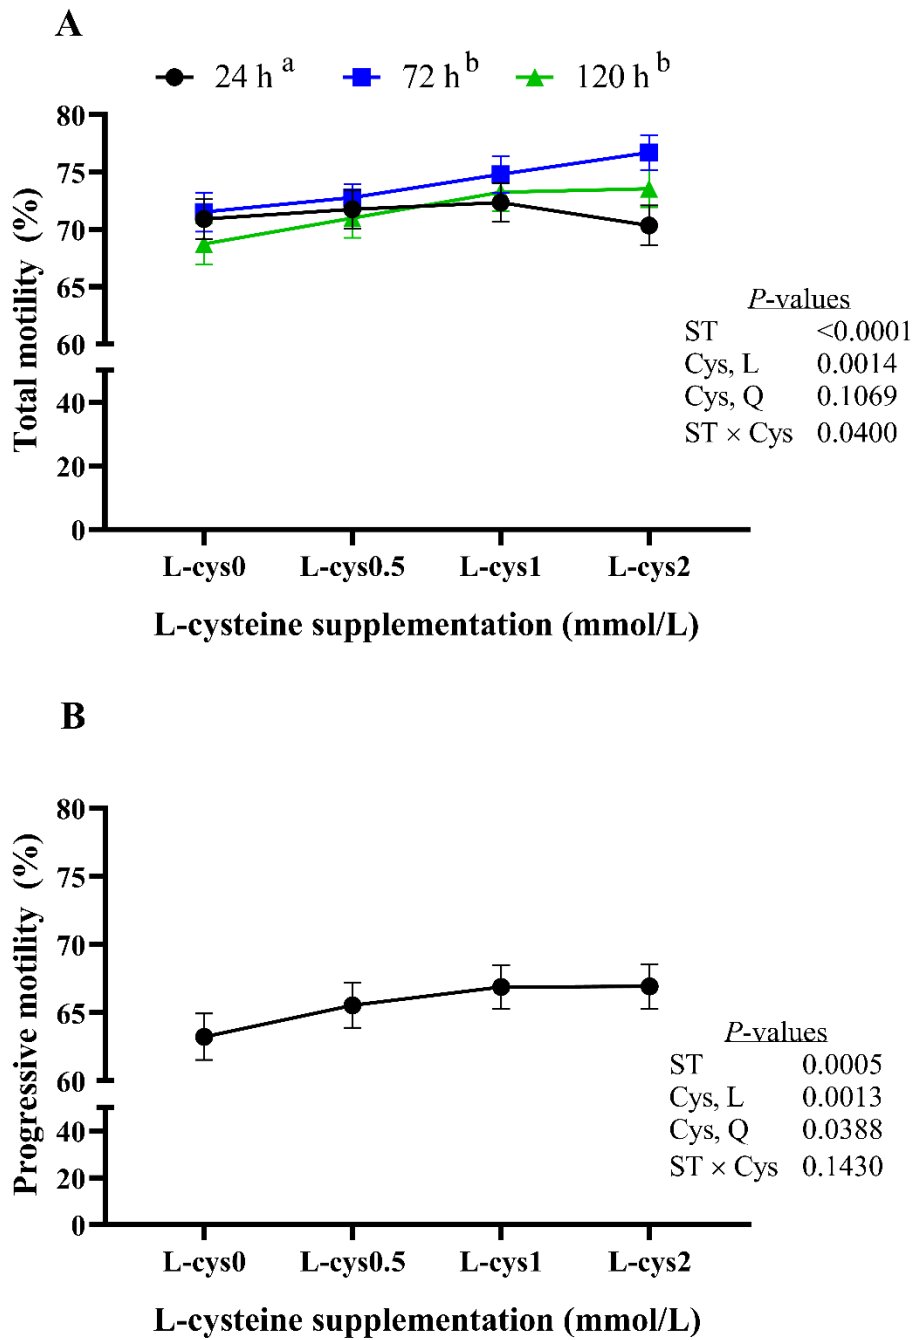 A
24 h a 72 h b 120 h b
80
75
70
65
60
40
20
0
Total motility (%)
P-values
ST <0.0001
Cys, L 0.0014
Cys, Q 0.1069
ST × Cys 0.0400
L-cys0 L-cys0.5 L-cys1 L-cys2
L-cysteine supplementation (mmol/L)
B
80
75
70
65
60
40
20
0
Progressive motility (%)
P-values
ST 0.0005
Cys, L 0.0013
Cys, Q 0.0388
ST × Cys 0.1430
L-cys0 L-cys0.5 L-cys1 L-cys2
L-cysteine supplementation (mmol/L)